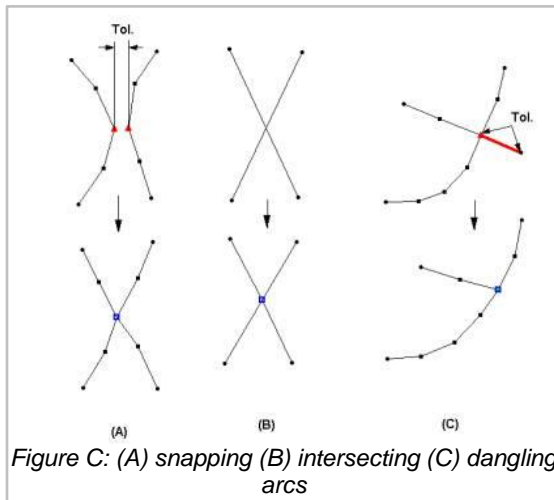 Tol.
Tol.
(A)
(B)
(C)
Figure C: (A) snapping (B) intersecting (C) dangling
arcs